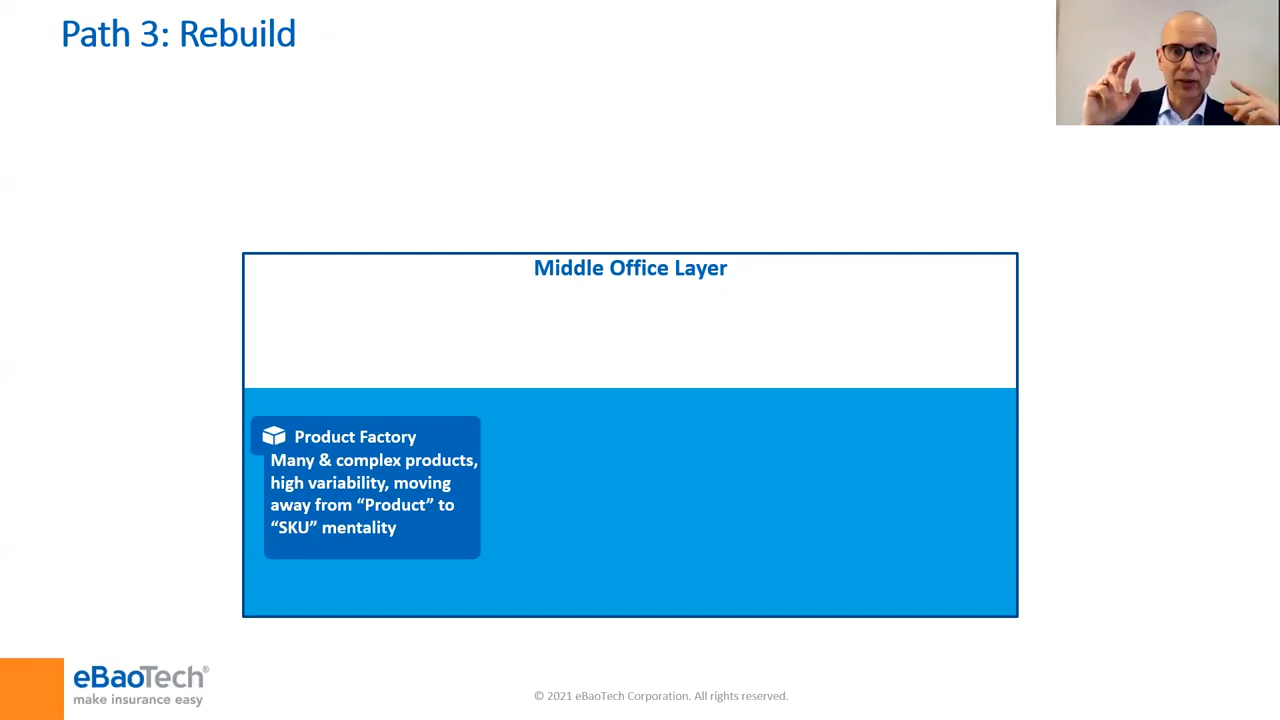 Path 3: Rebuild
Middle Office Layer
Product Factory
Many & complex products,
high variability, moving
away from “Product” to
“SKU” mentality
eBaoTech®
make insurance easy
© 2021 eBaoTech Corporation. All rights reserved.